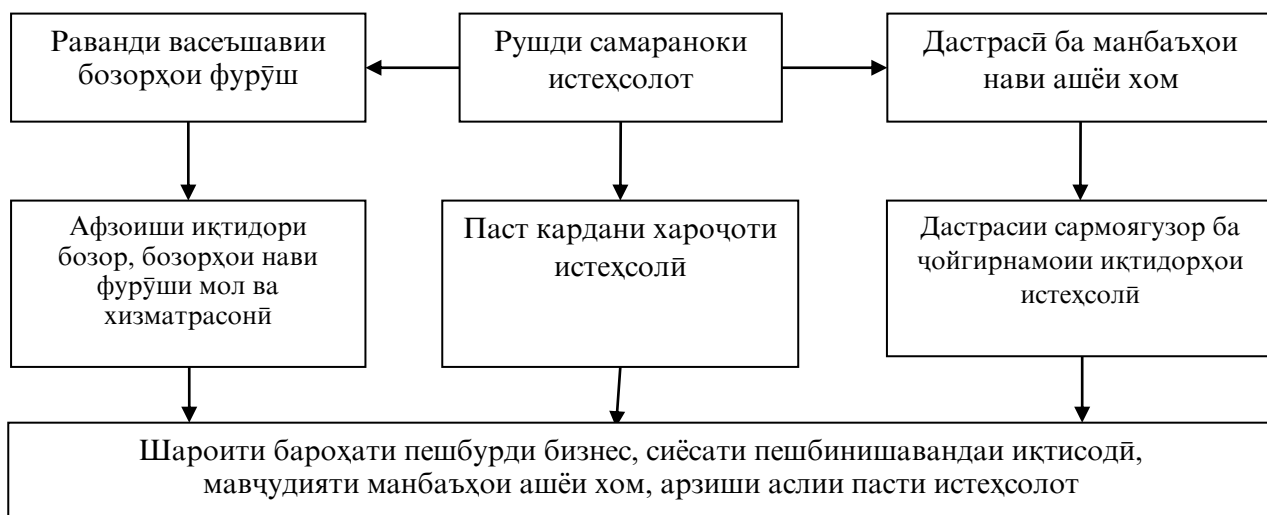 Раванди васеъшавии
бозорҳои фурӯш
Рушди самараноки
истеҳсолот
Дастрасӣ ба манбаъҳои
нави ашёи хом
Афзоиши иқтидори
бозор, бозорҳои нави
фурӯши мол ва
хизматрасонӣ
Паст кардани хароҷоти
истеҳсолӣ
Дастрасии сармоягузор ба
ҷойгирнамоии иқтидорҳои
истеҳсолӣ
Шароити бароҳати пешбурди бизнес, сиёсати пешбинишавандаи иқтисодӣ,
мавҷудияти манбаъҳои ашёи хом, арзиши аслии пасти истеҳсолот